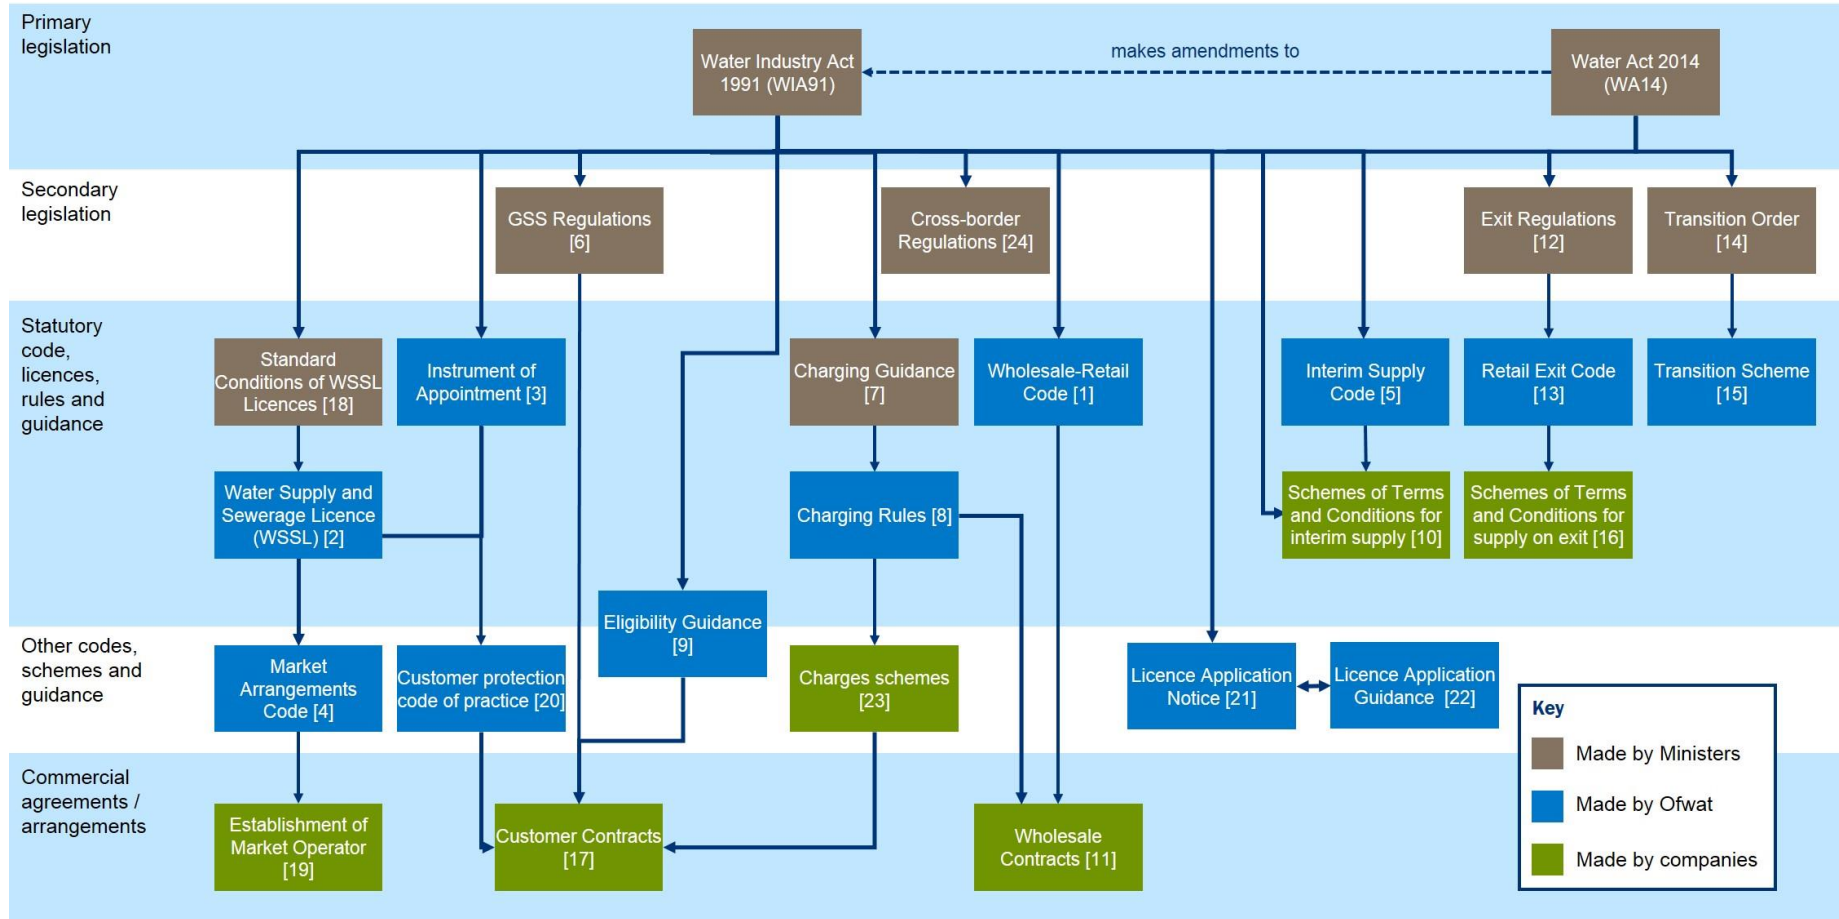 Primary
legislation
Water Industry Act
1991 (WIA91)
makes amendments to
Water Act 2014
(WA14)
Secondary
legislation
GSS Regulations
[6]
Cross-border
Regulations [24]
Exit Regulations
[12]
Transition Order
[14]
Statutory
code,
licences,
rules and
guidance
Standard
Conditions of WSSL
Licences [18]
Instrument of
Appointment [3]
Charging Guidance
[7]
Wholesale-Retail
Code [1]
Interim Supply
Code [5]
Retail Exit Code
[13]
Transition Scheme
[15]
Water Supply and
Sewerage Licence
(WSSL) [2]
Charging Rules [8]
Schemes of Terms
and Conditions for
interim supply [10]
Schemes of Terms
and Conditions for
supply on exit [16]
Eligibility Guidance
[9]
Other codes,
schemes and
guidance
Market
Arrangements
Code [4]
Customer protection
code of practice [20]
Charges schemes
[23]
Licence Application
Notice [21]
Licence Application
Guidance [22]
Commercial
agreements /
arrangements
Establishment of
Market Operator
[19]
Customer Contracts
[17]
Wholesale
Contracts [11]
Key
Made by Ministers
Made by Ofwat
Made by companies